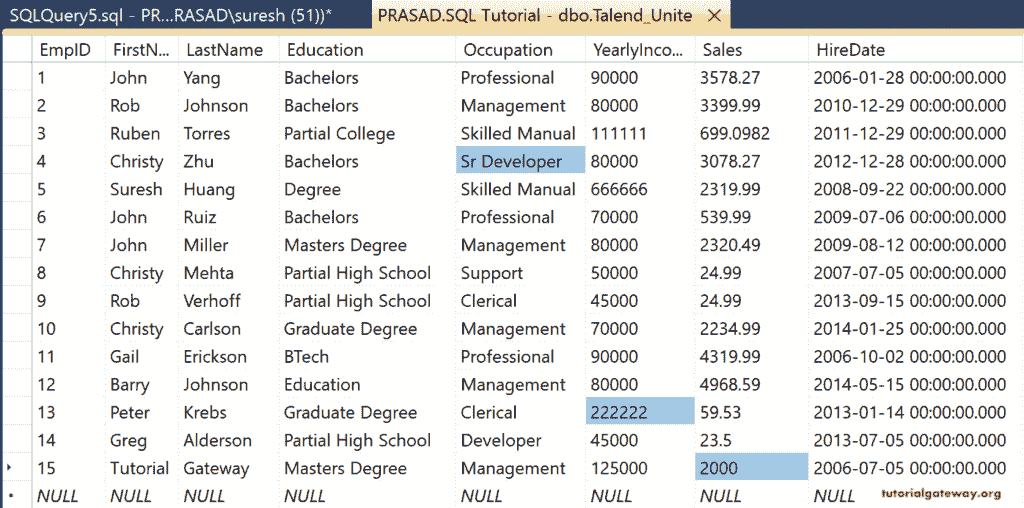 SQLQuery5.sql - PR...RASAD\suresh (51))* PRASAD.SQL Tutorial - dbo.Talend_Unite
EmpID FirstN... LastName Education Occupation YearlyInco... Sales HireDate
1 John Yang Bachelors Professional 90000 3578.27 2006-01-28 00:00:00.000
2 Rob Johnson Bachelors Management 80000 3399.99 2010-12-29 00:00:00.000
3 Ruben Torres Partial College Skilled Manual 111111 699.0982 2011-12-29 00:00:00.000
4 Christy Zhu Bachelors Sr Developer 80000 3078.27 2012-12-28 00:00:00.000
5 Suresh Huang Degree Skilled Manual 666666 2319.99 2008-09-22 00:00:00.000
6 John Ruiz Bachelors Professional 70000 539.99 2009-07-06 00:00:00.000
7 John Miller Masters Degree Management 80000 2320.49 2009-08-12 00:00:00.000
8 Christy Mehta Partial High School Support 50000 24.99 2007-07-05 00:00:00.000
9 Rob Verhoff Partial High School Clerical 45000 24.99 2013-09-15 00:00:00.000
10 Christy Carlson Graduate Degree Management 70000 2234.99 2014-01-25 00:00:00.000
11 Gail Erickson BTech Professional 90000 4319.99 2006-10-02 00:00:00.000
12 Barry Johnson Education Management 80000 4968.59 2014-05-15 00:00:00.000
13 Peter Krebs Graduate Degree Clerical 222222 59.53 2013-01-14 00:00:00.000
14 Greg Alderson Partial High School Developer 45000 23.5 2013-07-05 00:00:00.000
15 Tutorial Gateway Masters Degree Management 125000 2000 2006-07-05 00:00:00.000
NULL NULL NULL NULL NULL NULL NULL NULL
tutorialgateway.org